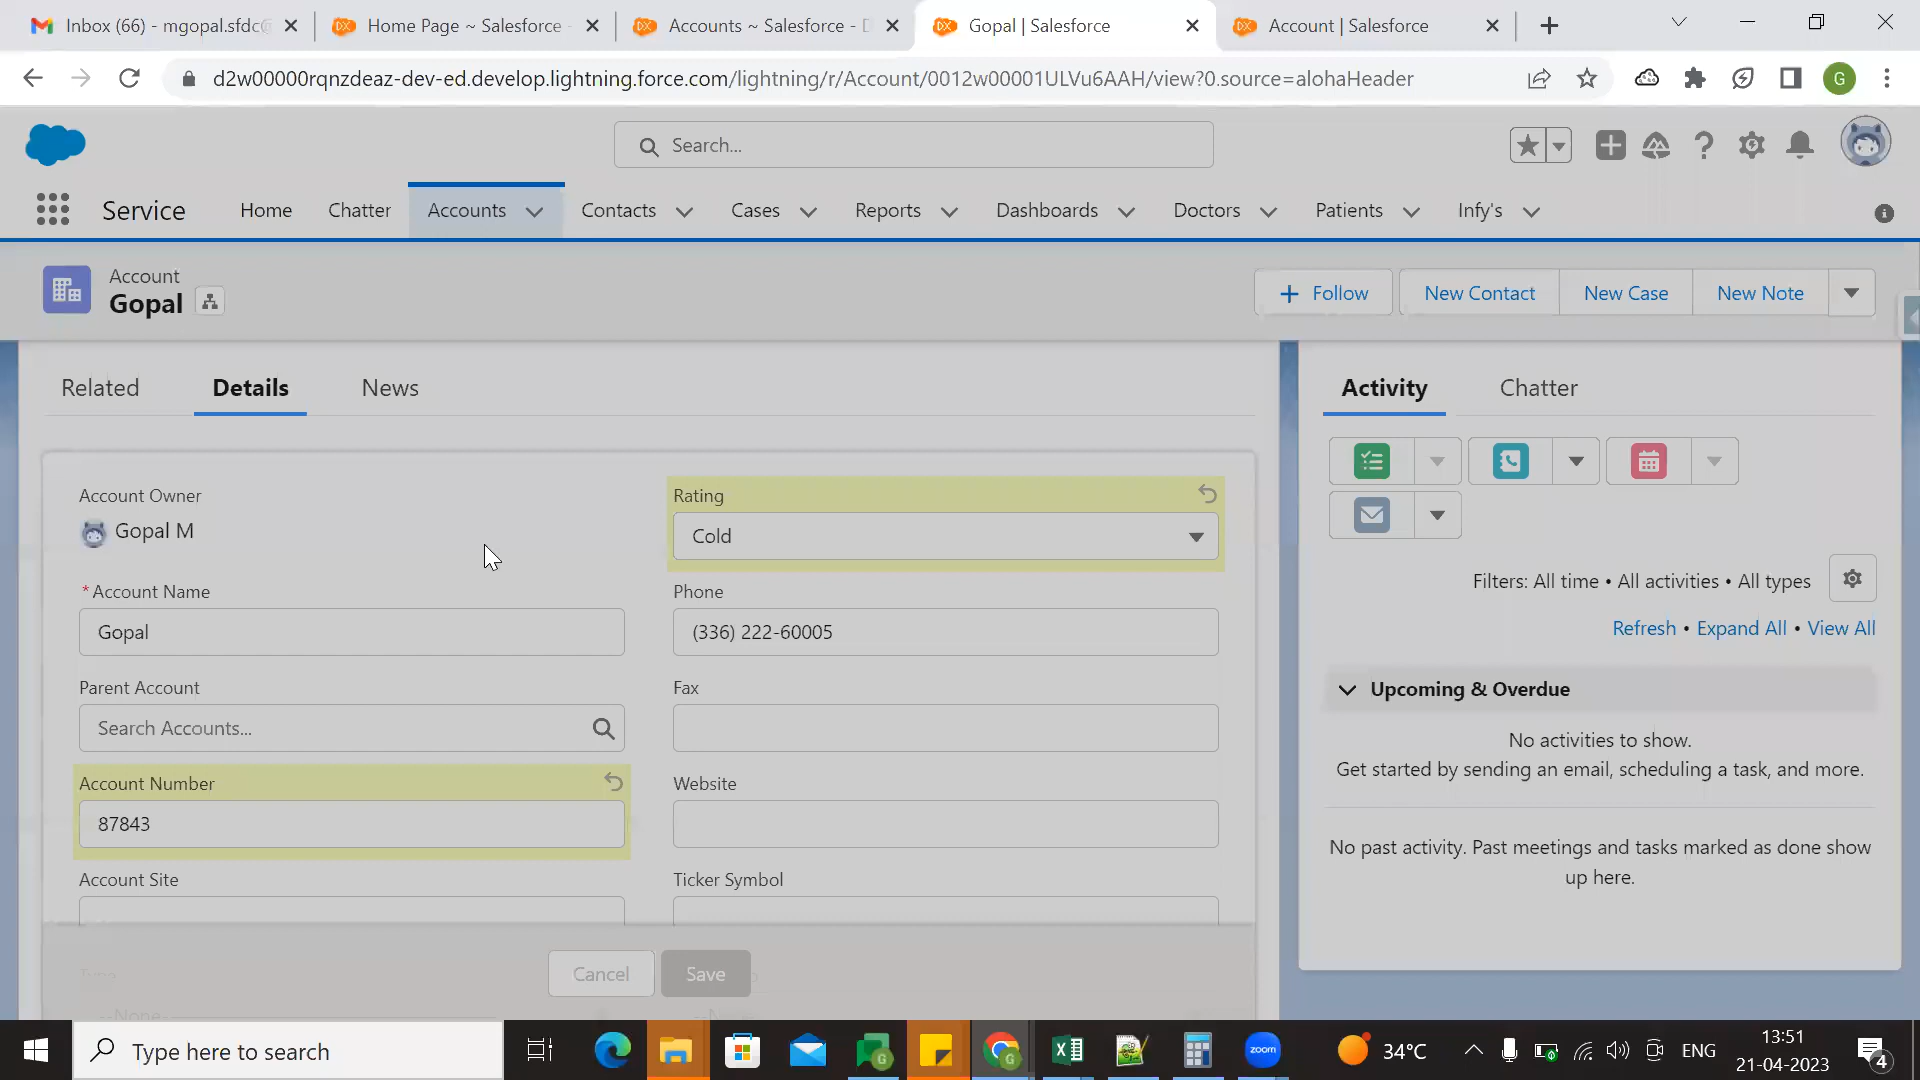 Inbox (66) - mgopal.sfdc@
Home Page ~ Salesforce -
Accounts ~ Salesforce - D
Gopal | Salesforce
Account | Salesforce
d2w00000rqnzdeaz-dev-ed.develop.lightning.force.com/lightning/r/Account/0012w00001ULVu6AAH/view?0.source=alohaHeader
G
Search...
Service
Home
Chatter
Accounts
Contacts
Cases
Reports
Dashboards
Doctors
Patients
Infy's
Account
Gopal
Follow
New Contact
New Case
New Note
Related
Details
News
Activity
Chatter
Account Owner
Gopal M
Rating
Cold
*Account Name
Gopal
Phone
(336) 222-60005
Parent Account
Search Accounts...
Fax
Account Number
87843
Website
Account Site
Ticker Symbol
Type
--None--
Cancel
Save
Filters: All time • All activities • All types
Refresh • Expand All • View All
Upcoming & Overdue
No activities to show.
Get started by sending an email, scheduling a task, and more.
No past activity. Past meetings and tasks marked as done show
up here.
Type here to search
zoom
34°C
ENG
13:51
21-04-2023
4